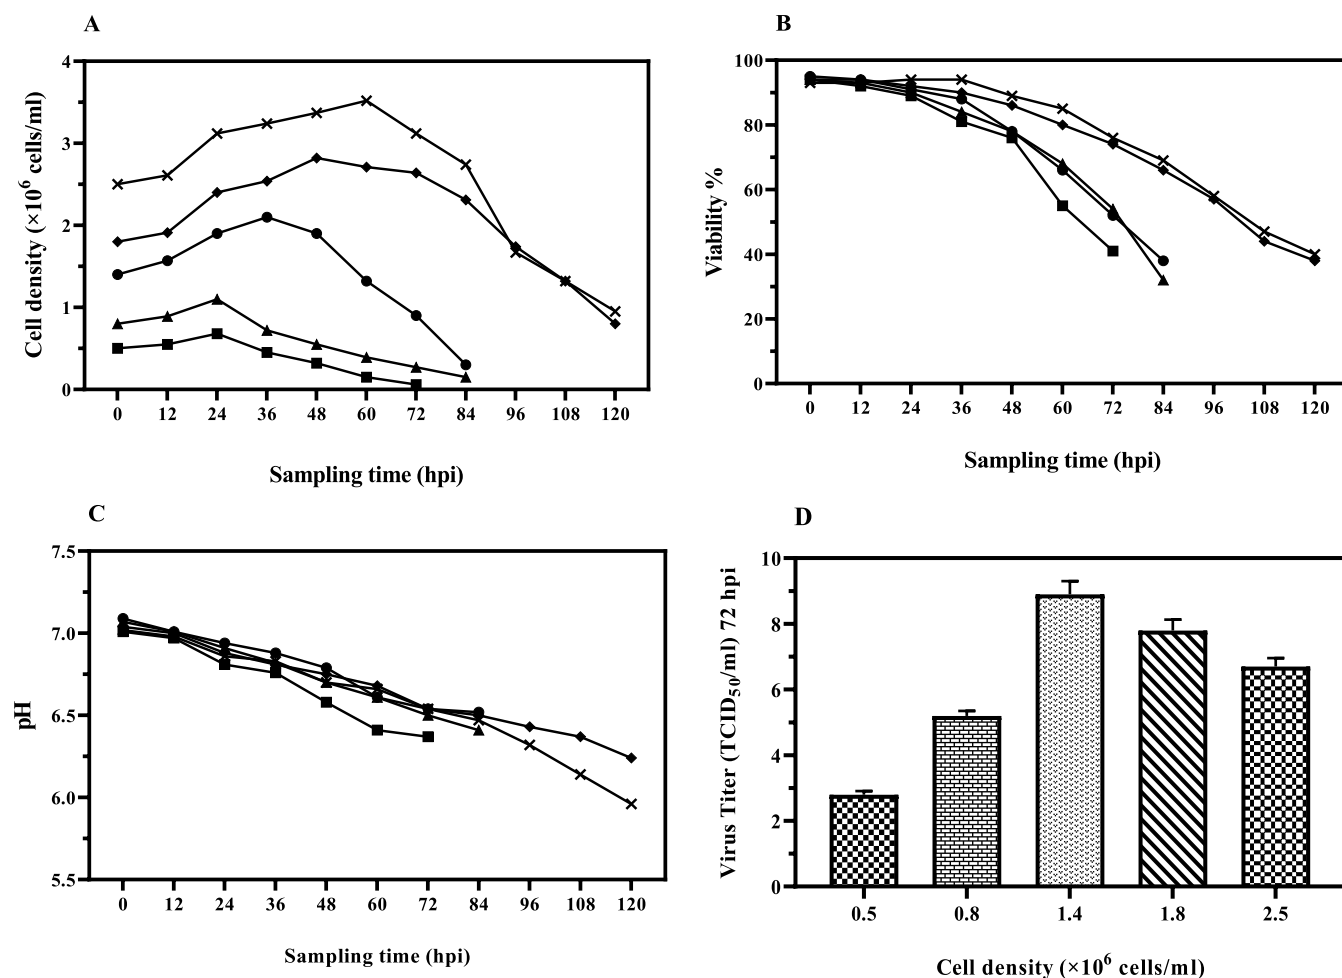 A
Cell density (×10⁶ cells/ml)
4
3
2
1
0
0 12 24 36 48 60 72 84 96 108 120
Sampling time (hpi)
B
Viability %
100
80
60
40
20
0
0 12 24 36 48 60 72 84 96 108 120
Sampling time (hpi)
C
pH
7.5
7.0
6.5
6.0
5.5
0 12 24 36 48 60 72 84 96 108 120
Sampling time (hpi)
D
Virus Titer (TCID₅₀/ml) 72 hpi
10
8
6
4
2
0
0.5 0.8 1.4 1.8 2.5
Cell density (×10⁶ cells/ml)